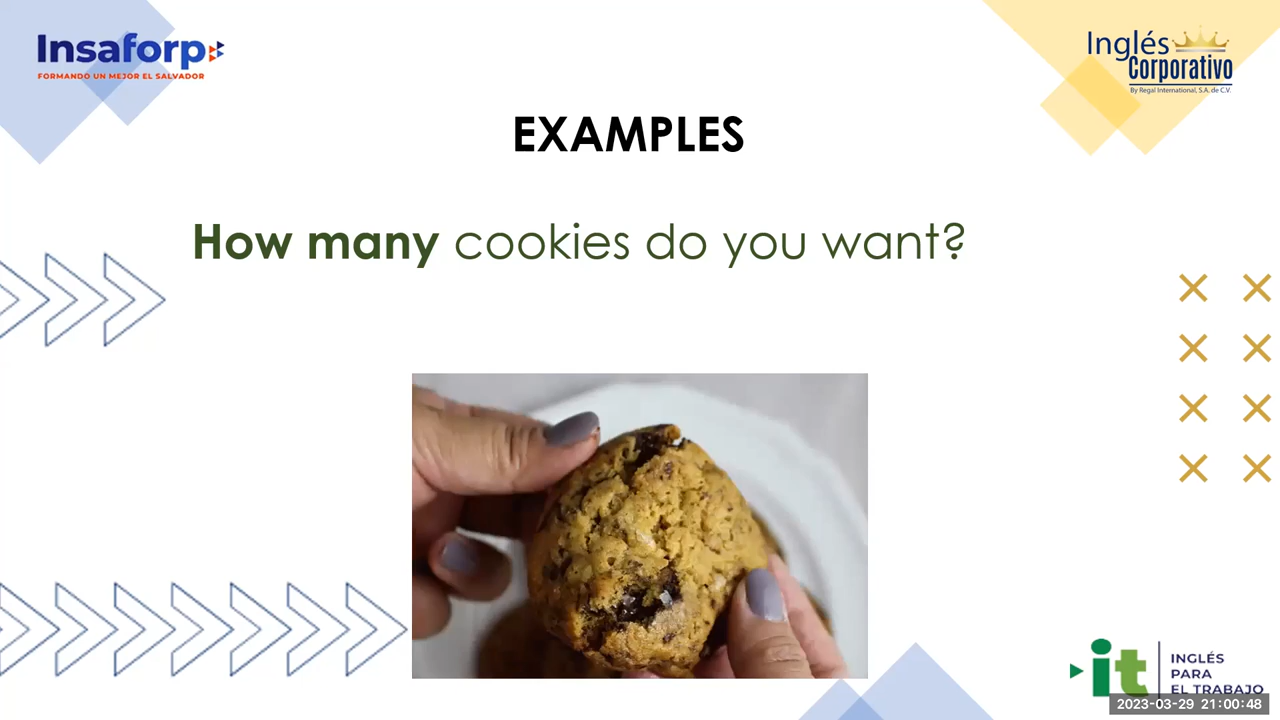 Insaforp
FORMANDO UN MEJOR EL SALVADOR
Inglés
Corporativo
By Regal International, S.A. de C.V.
EXAMPLES
How many cookies do you want?
it
INGLÉS
PARA
EL TRABAJO
2023-03-29 21:00:48